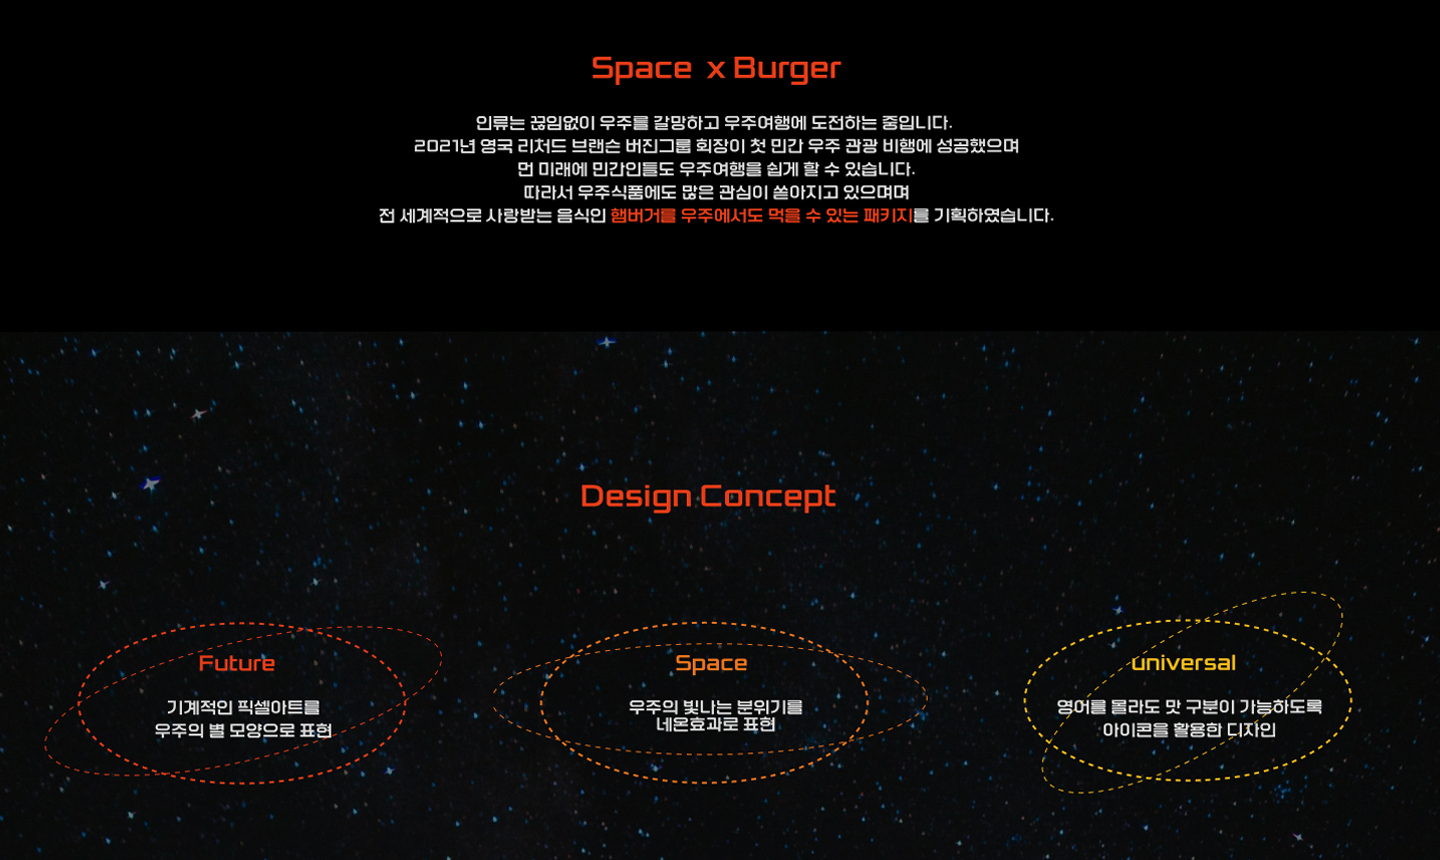 Space x Burger
인류는 끊임없이 우주를 갈망하고 우주여행에 도전하는 중입니다.
2021년 영국 리처드 브랜슨 버진그룹 회장이 첫 민간 우주 관광 비행에 성공했으며
먼 미래에 민간인들도 우주여행을 쉽게 할 수 있습니다.
따라서 우주식품에도 많은 관심이 쏟아지고 있으며며
전 세계적으로 사랑받는 음식인 햄버거를 우주에서도 먹을 수 있는 패키지를 기획하였습니다.
Design Concept
Future
기계적인 픽셀아트를
우주의 별 모양으로 표현
Space
우주의 빛나는 분위기를
네온효과로 표현
universal
영어를 몰라도 맛 구분이 가능하도록
아이콘을 활용한 디자인